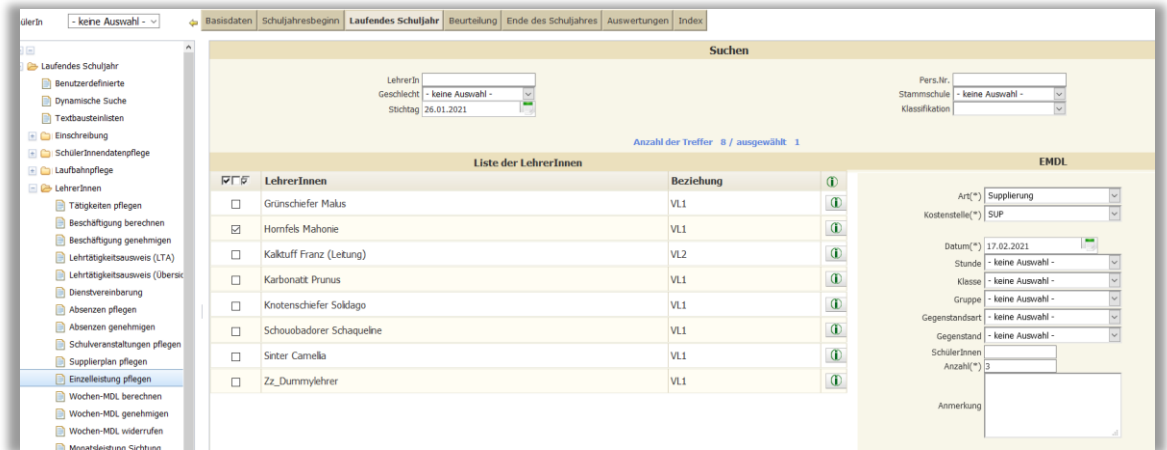 ülerIn - keine Auswahl -
Basisdaten Schuljahresbeginn Laufendes Schuljahr Beurteilung Ende des Schuljahres Auswertungen Index
Laufendes Schuljahr
Benutzerdefinierte
Dynamische Suche
Textbausteinlisten
Einschreibung
SchülerInnendatenpflege
Laufbahnpflege
LehrerInnen
Tätigkeiten pflegen
Beschäftigung berechnen
Beschäftigung genehmigen
Lehrtätigkeitsausweis (LTA)
Lehrtätigkeitsausweis (Übersic
Dienstvereinbarung
Absenzen pflegen
Absenzen genehmigen
Schulveranstaltungen pflegen
Supplierplan pflegen
Einzelleistung pflegen
Wochen-MDL berechnen
Wochen-MDL genehmigen
Wochen-MDL widerrufen
Monatsleistung Sichtung
Suchen
LehrerIn
Geschlecht - keine Auswahl -
Stichtag 26.01.2021
Pers.Nr.
Stammschule - keine Auswahl -
Klassifikation
Anzahl der Treffer 8 / ausgewählt 1
Liste der LehrerInnen
LehrerInnen Beziehung
Grünschiefer Malus VL1
Hornfels Mahonie VL1
Kalktuff Franz (Leitung) VL2
Karbonatit Prunus VL1
Knotenschiefer Solidago VL1
Schouobadorer Schaqueline VL1
Sinter Camellia VL1
Zz_Dummylehrer VL1
EMDL
Art(*) Supplierung
Kostenstelle(*) SUP
Datum(*) 17.02.2021
Stunde - keine Auswahl -
Klasse - keine Auswahl -
Gruppe - keine Auswahl -
Gegenstandsart - keine Auswahl -
Gegenstand - keine Auswahl -
SchülerInnen
Anzahl(*) 3
Anmerkung